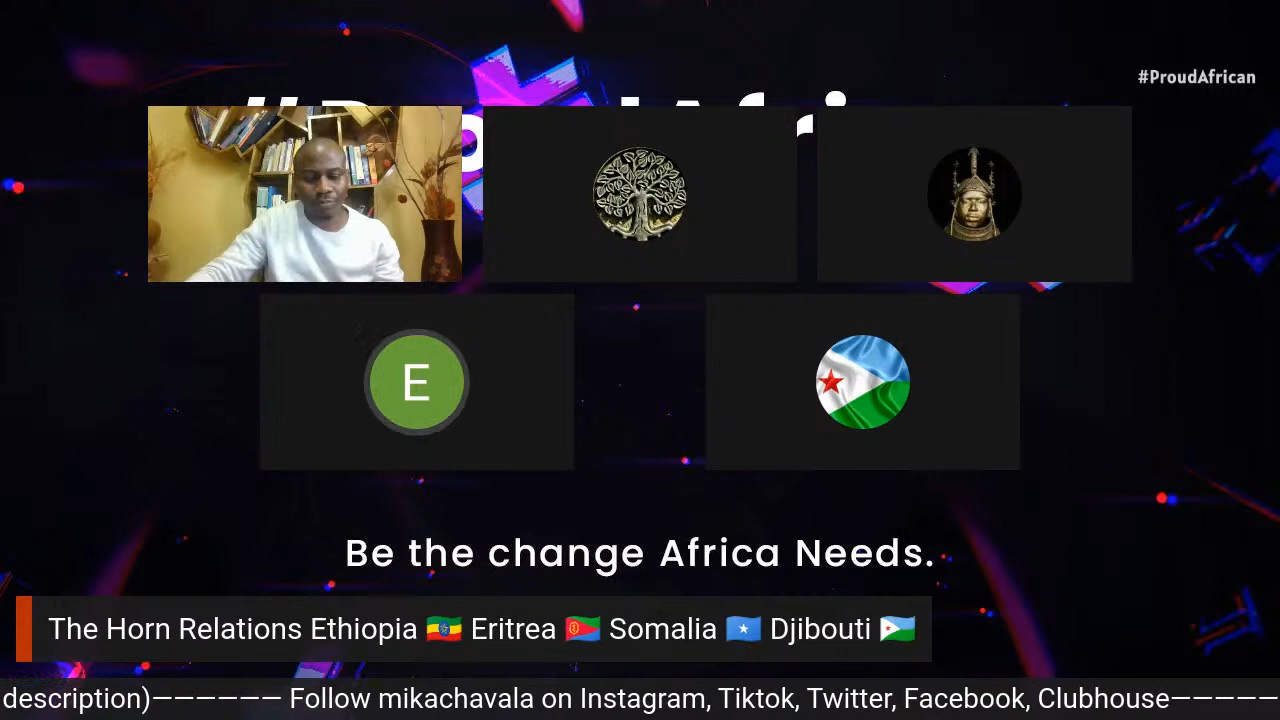 #ProudAfrican
E
Be the change Africa Needs.
The Horn Relations Ethiopia 🇪🇹 Eritrea 🇪🇷 Somalia 🇸🇴 Djibouti 🇩🇯
description)—————— Follow mikachavala on Instagram, Tiktok, Twitter, Facebook, Clubhouse—————